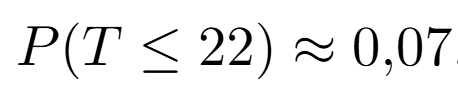 P(T ≤ 22) ≈ 0,07.